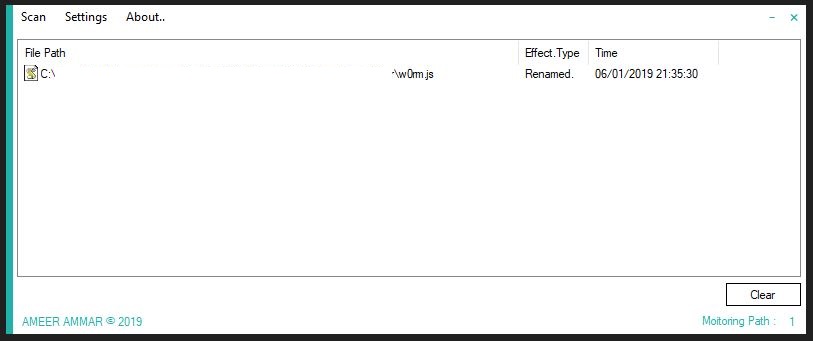 Scan Settings About..
File Path Effect.Type Time
C:\ \w0rm.js Renamed. 06/01/2019 21:35:30
Clear
AMEER AMMAR © 2019 Moitoring Path : 1